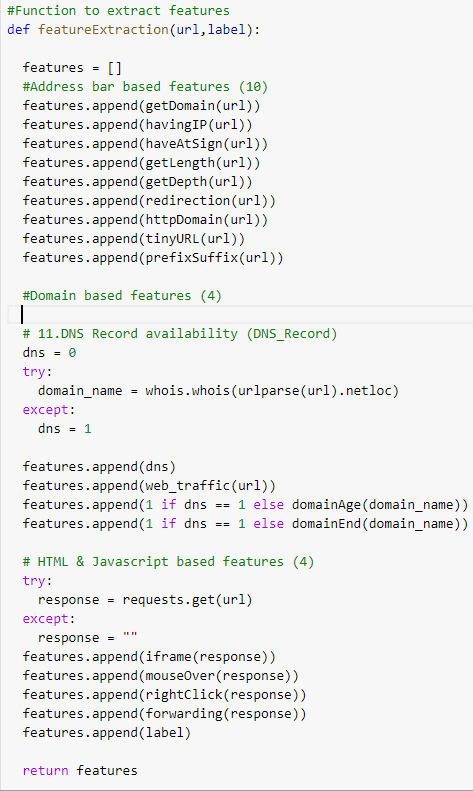 #Function to extract features
def featureExtraction(url,label):
features = []
#Address bar based features (10)
features.append(getDomain(url))
features.append(havingIP(url))
features.append(haveAtSign(url))
features.append(getLength(url))
features.append(getDepth(url))
features.append(redirection(url))
features.append(httpDomain(url))
features.append(tinyURL(url))
features.append(prefixSuffix(url))
#Domain based features (4)
# 11.DNS Record availability (DNS_Record)
dns = 0
try:
domain_name = whois.whois(urlparse(url).netloc)
except:
dns = 1
features.append(dns)
features.append(web_traffic(url))
features.append(1 if dns == 1 else domainAge(domain_name))
features.append(1 if dns == 1 else domainEnd(domain_name))
# HTML & Javascript based features (4)
try:
response = requests.get(url)
except:
response = ""
features.append(iframe(response))
features.append(mouseOver(response))
features.append(rightClick(response))
features.append(forwarding(response))
features.append(label)
return features